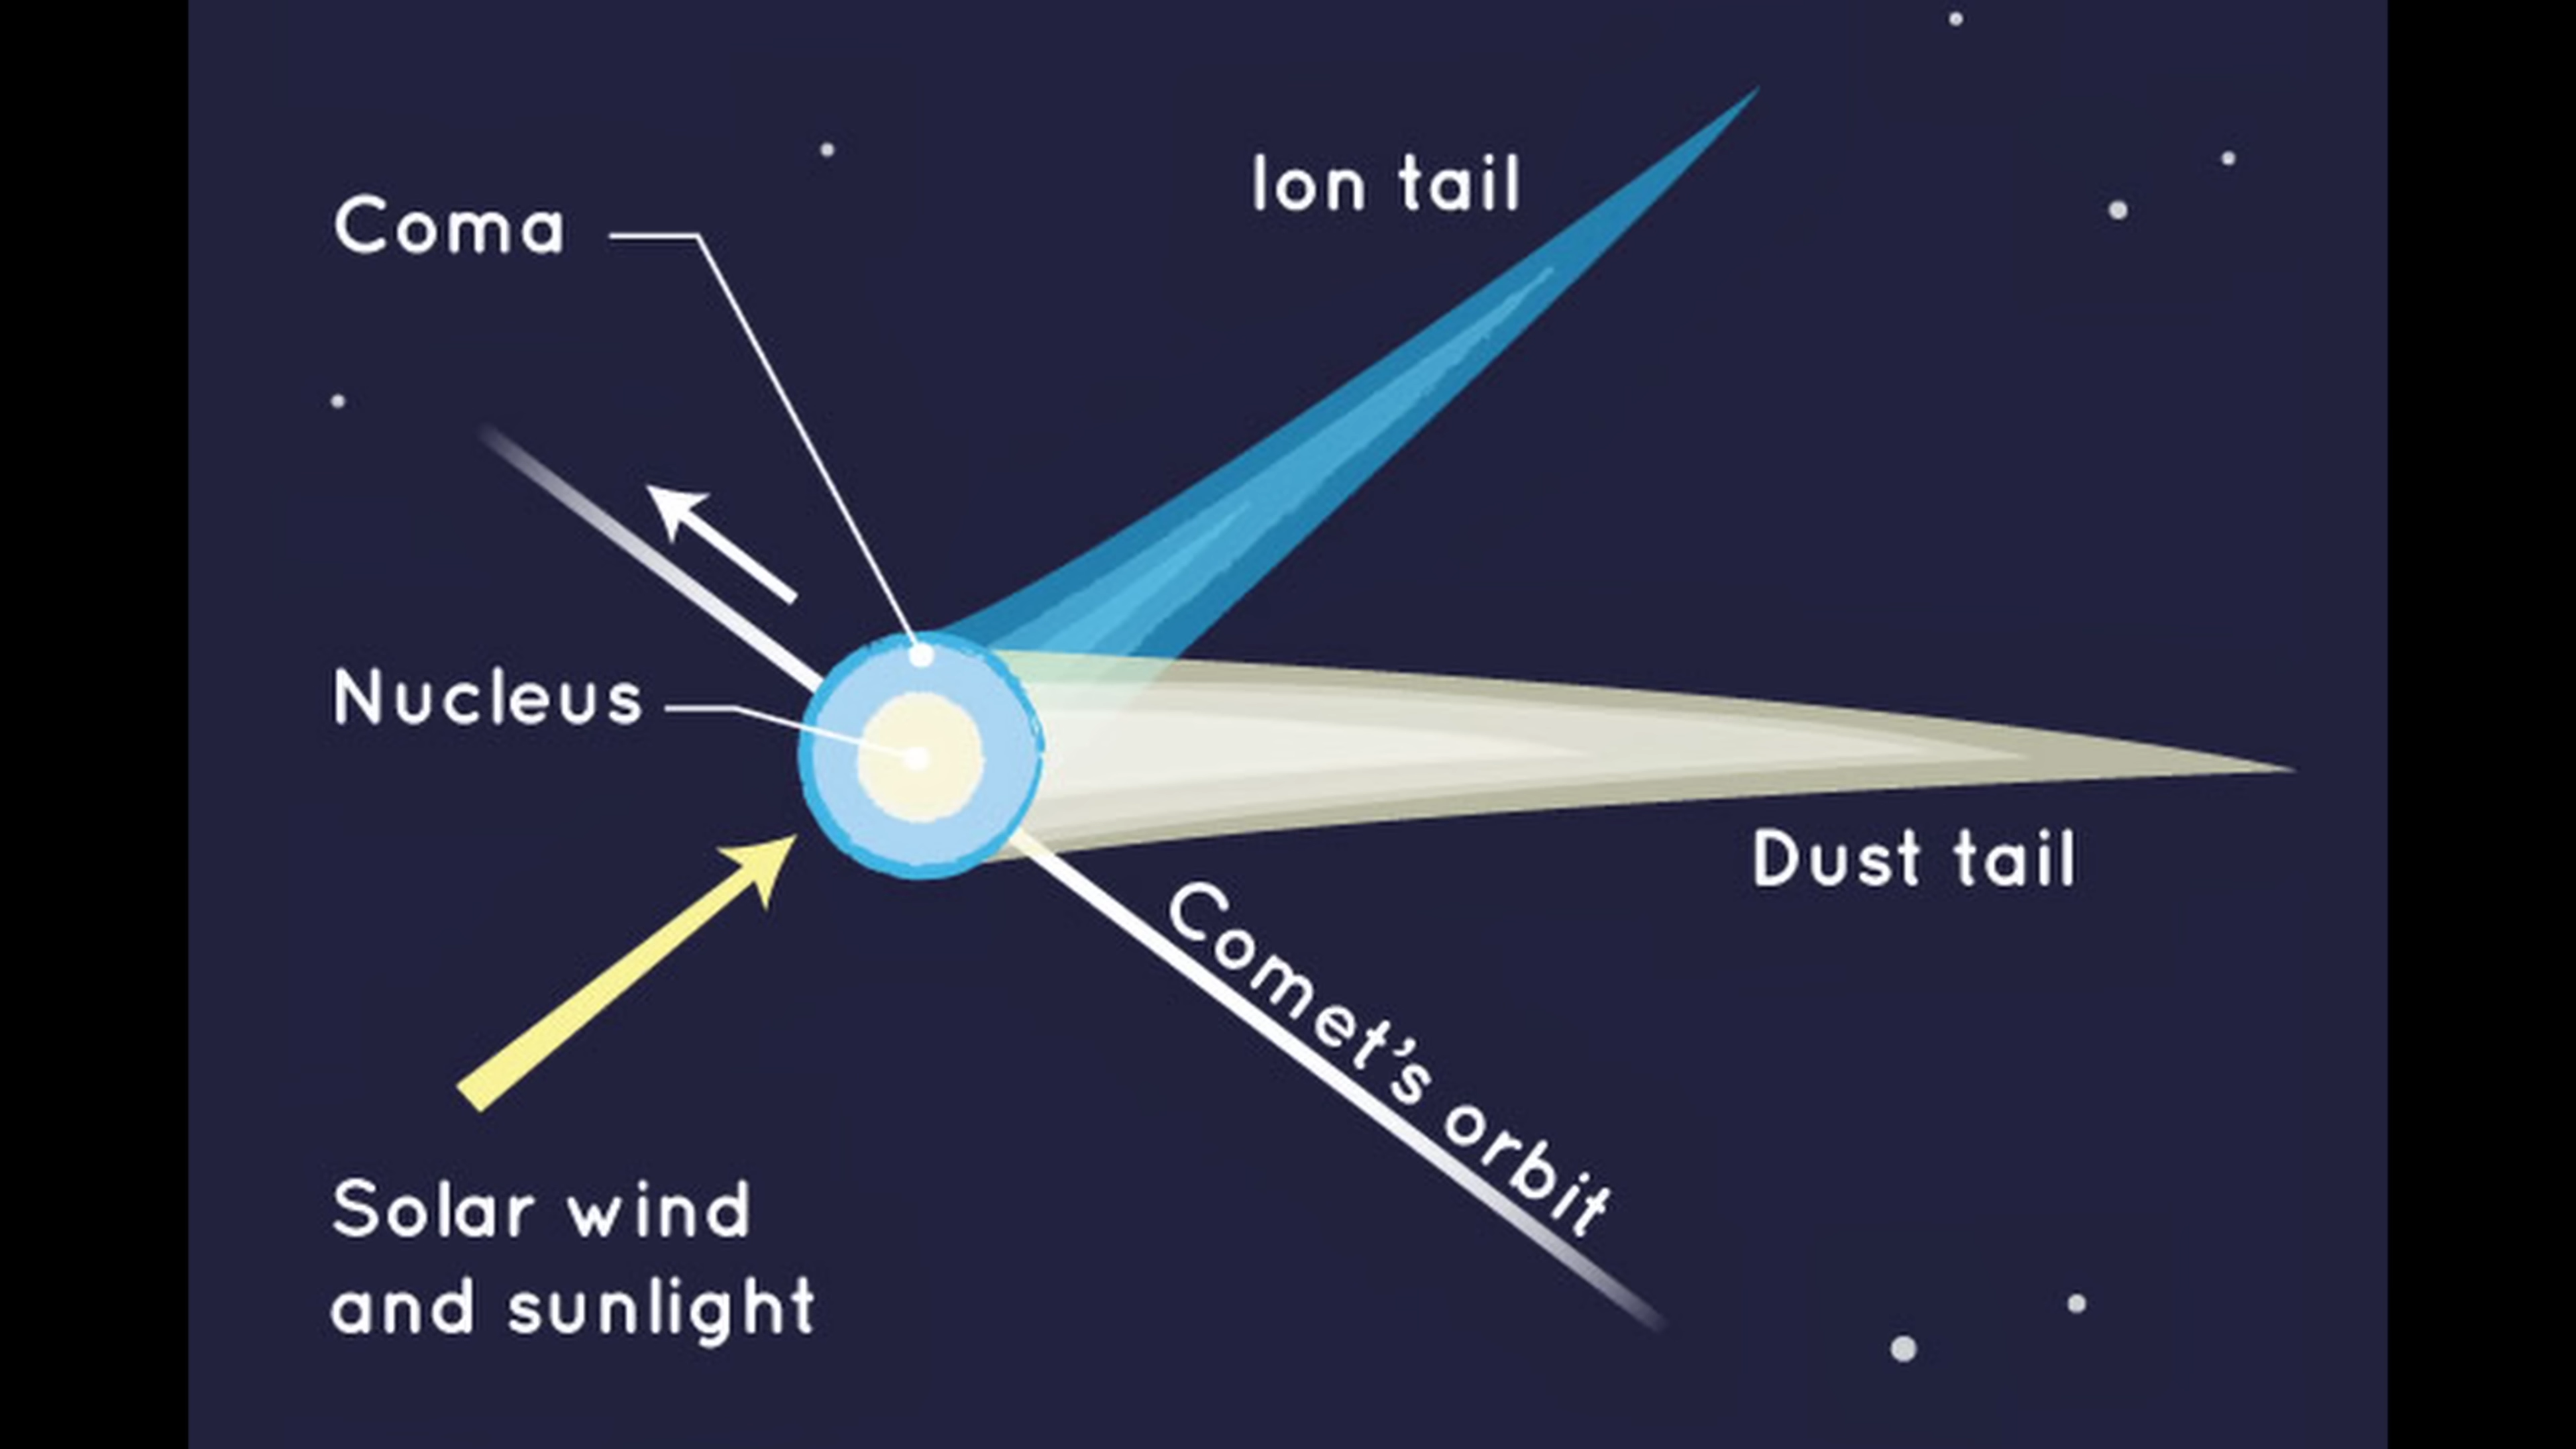 Ion tail
Coma
Nucleus
Dust tail
Comet's orbit
Solar wind
and sunlight